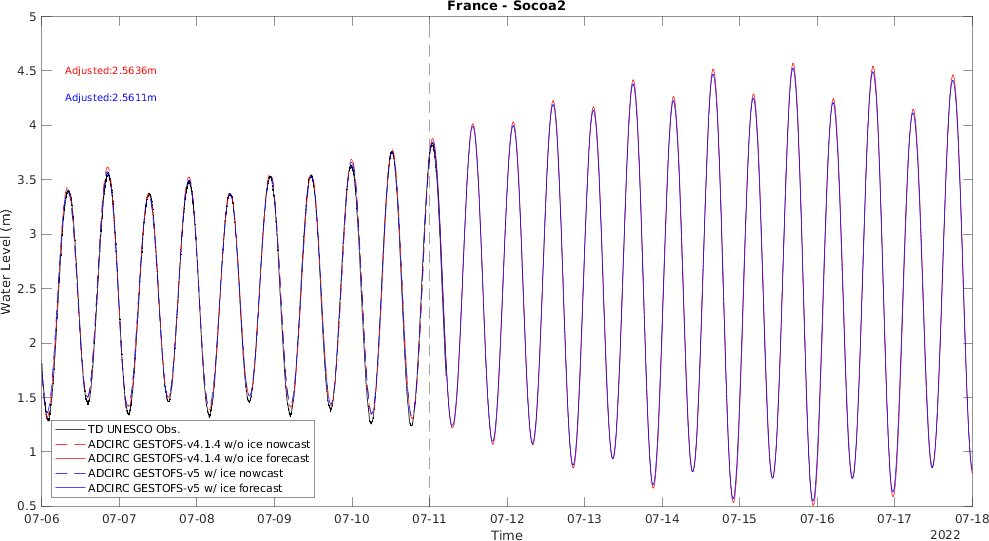 France - Socoa2
Adjusted:2.5636m
Adjusted:2.5611m
Water Level (m)
5
4.5
4
3.5
3
2.5
2
1.5
1
0.5
TD UNESCO Obs.
ADCIRC GESTOFS-v4.1.4 w/o ice nowcast
ADCIRC GESTOFS-v4.1.4 w/o ice forecast
ADCIRC GESTOFS-v5 w/ ice nowcast
ADCIRC GESTOFS-v5 w/ ice forecast
07-06 07-07 07-08 07-09 07-10 07-11 07-12 07-13 07-14 07-15 07-16 07-17 07-18
Time
2022